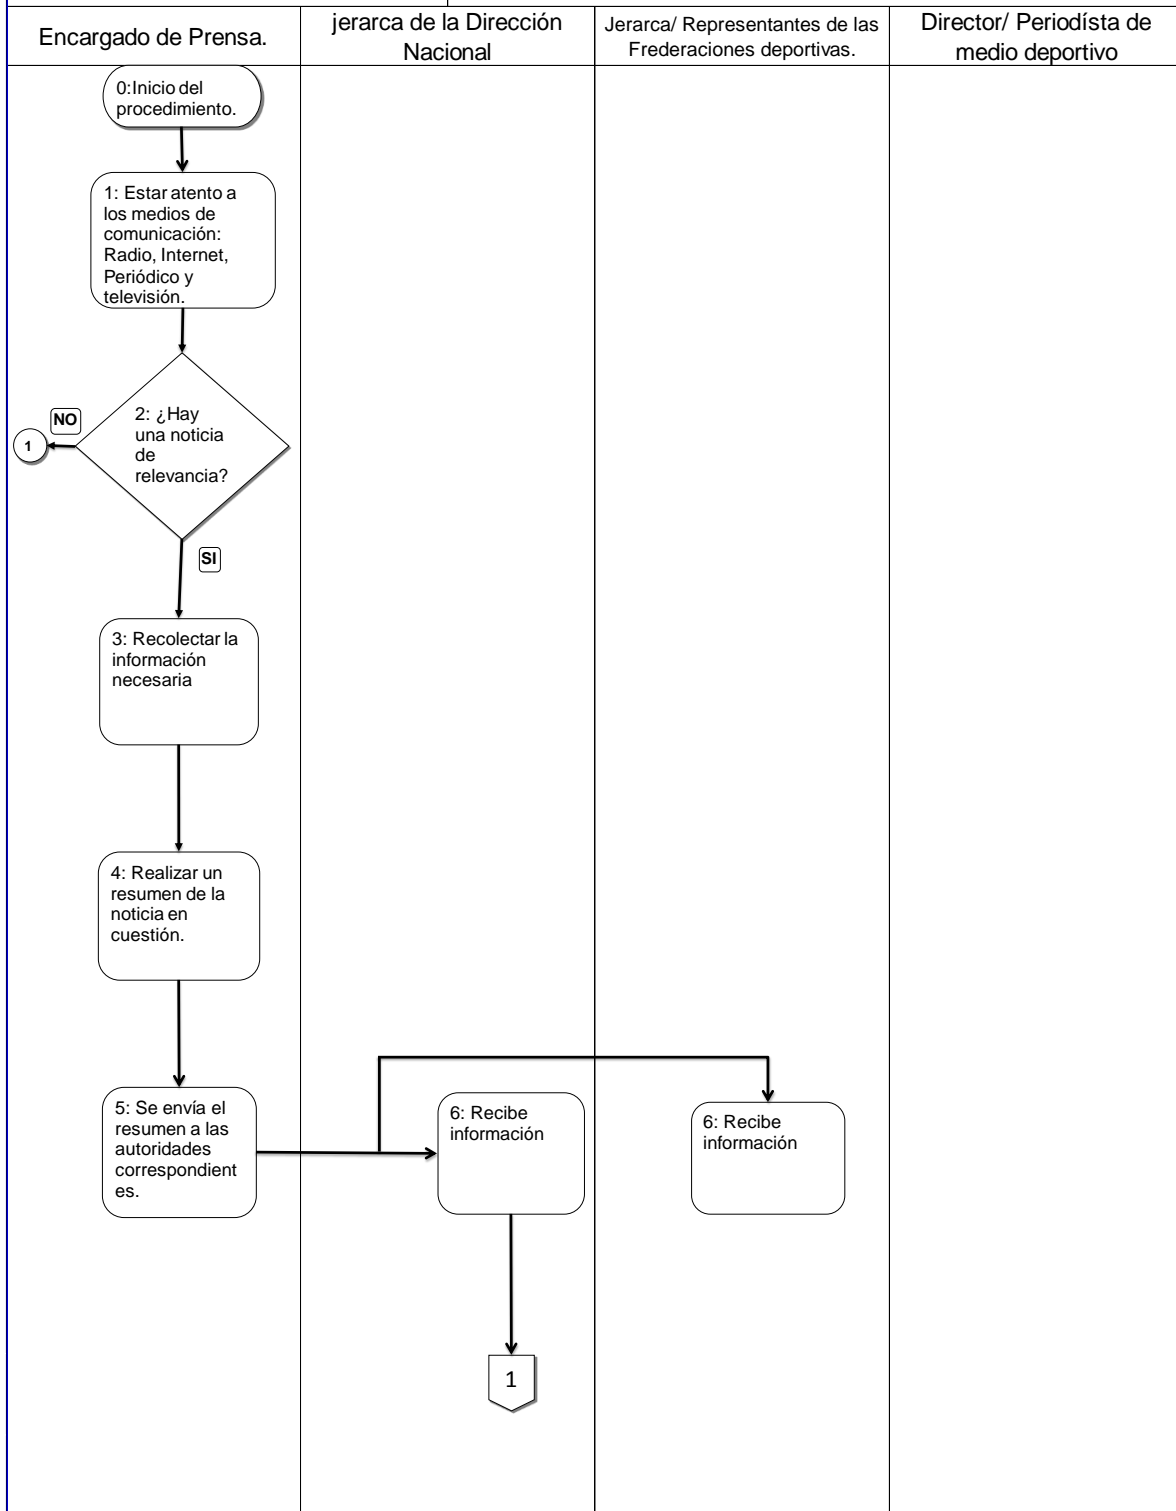 Encargado de Prensa.
jerarca de la Dirección
Nacional
Jerarca/ Representantes de las
Frederaciones deportivas.
Director/ Periodísta de
medio deportivo
0:Inicio del
procedimiento.
1: Estar atento a
los medios de
comunicación:
Radio, Internet,
Periódico y
televisión.
2: ¿Hay
una noticia
de
relevancia?
NO
1
SI
3: Recolectar la
información
necesaria
4: Realizar un
resumen de la
noticia en
cuestión.
5: Se envía el
resumen a las
autoridades
correspondient
es.
6: Recibe
información
6: Recibe
información
1